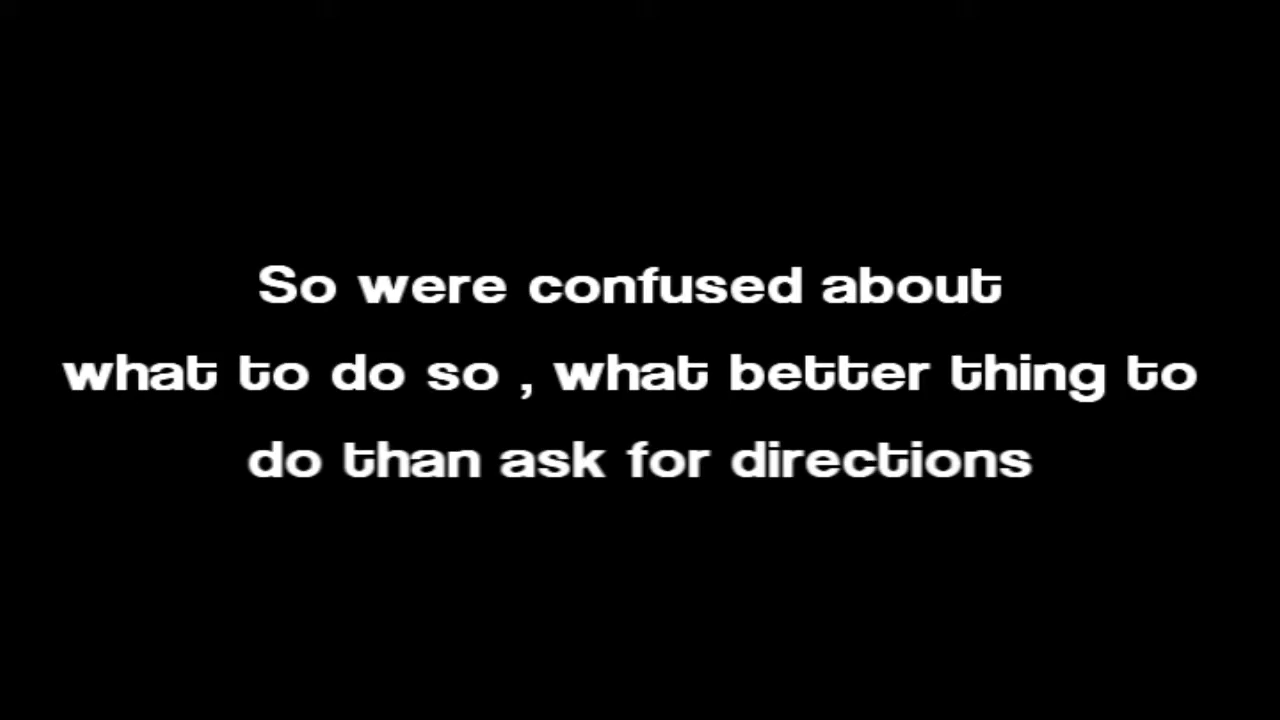 So were confused about
what to do so , what better thing to
do than ask for directions